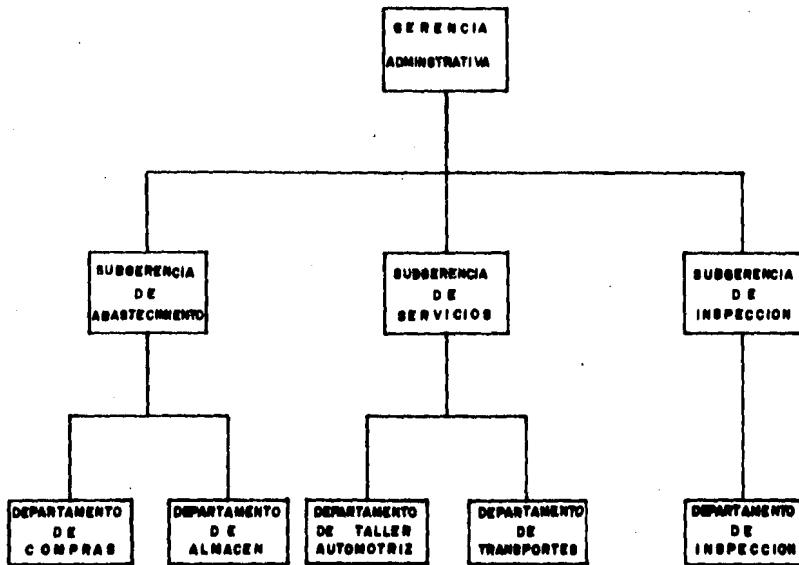 GERENCIA
ADMINSTRATIVA
SUBGERENCIA
DE
ABASTECIMIENTO
SUBGERENCIA
DE
SERVICIOS
SUBGERENCIA
DE
INSPECCION
DEPARTAMENTO
DE
COMPRAS
DEPARTAMENTO
DE
ALMACEN
DEPARTAMENTO
DE TALLER
AUTOMOTRIZ
DEPARTAMENTO
DE
TRANSPORTES
DEPARTAMENTO
DE
INSPECCION